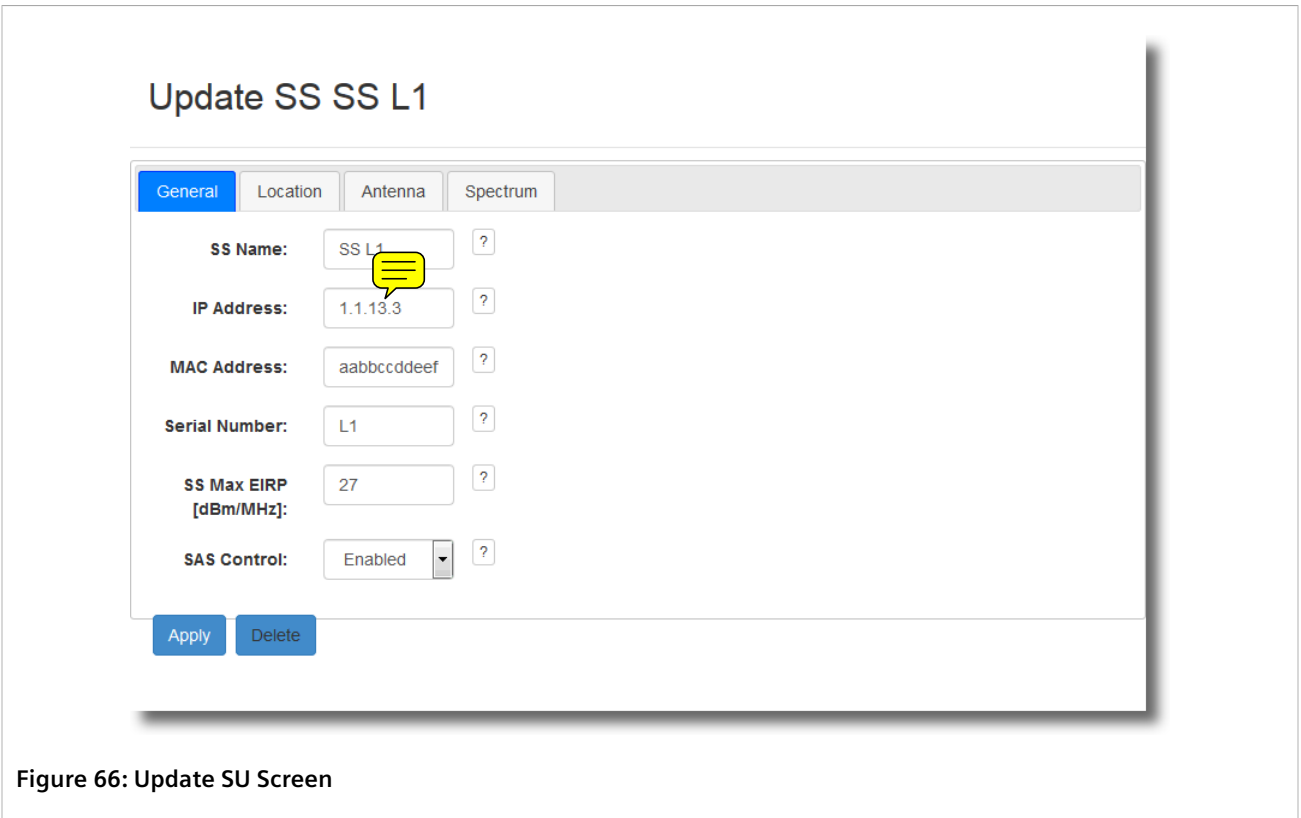 Update SS SS L1
General Location Antenna Spectrum
SS Name: SS L1 ?
IP Address: 1.1.13.3 ?
MAC Address: aabbccddeef ?
Serial Number: L1 ?
SS Max EIRP 27 ?
[dBm/MHz]:
SAS Control: Enabled ?
Apply Delete
Figure 66: Update SU Screen